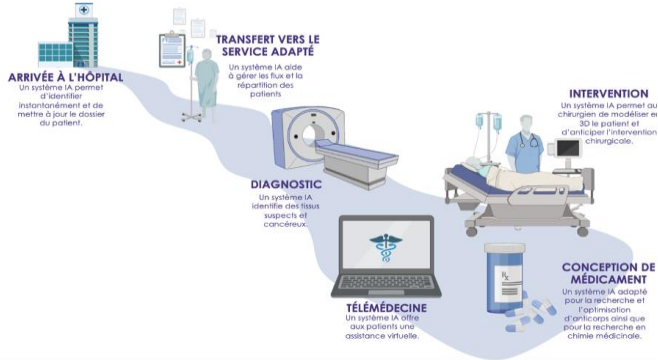 ARRIVÉE À L'HÔPITAL
Un système IA permet
d'identifier
instantanément et de
mettre à jour le dossier
du patient.
TRANSFERT VERS LE
SERVICE ADAPTÉ
Un système IA aide
à gérer les flux et la
répartition des
patients
DIAGNOSTIC
Un système IA
identifie des tissus
suspects et
cancéreux.
INTERVENTION
Un système IA permet au
chirurgien de modéliser en
3D le patient et
d'anticiper l'intervention
chirurgicale.
TÉLÉMÉDECINE
Un système IA offre
aux patients une
assistance virtuelle.
Rx
CONCEPTION DE
MÉDICAMENT
Un système IA adapté
pour la recherche et
l'optimisation
d'anticorps ainsi que
pour la recherche en
chimie médicinale.